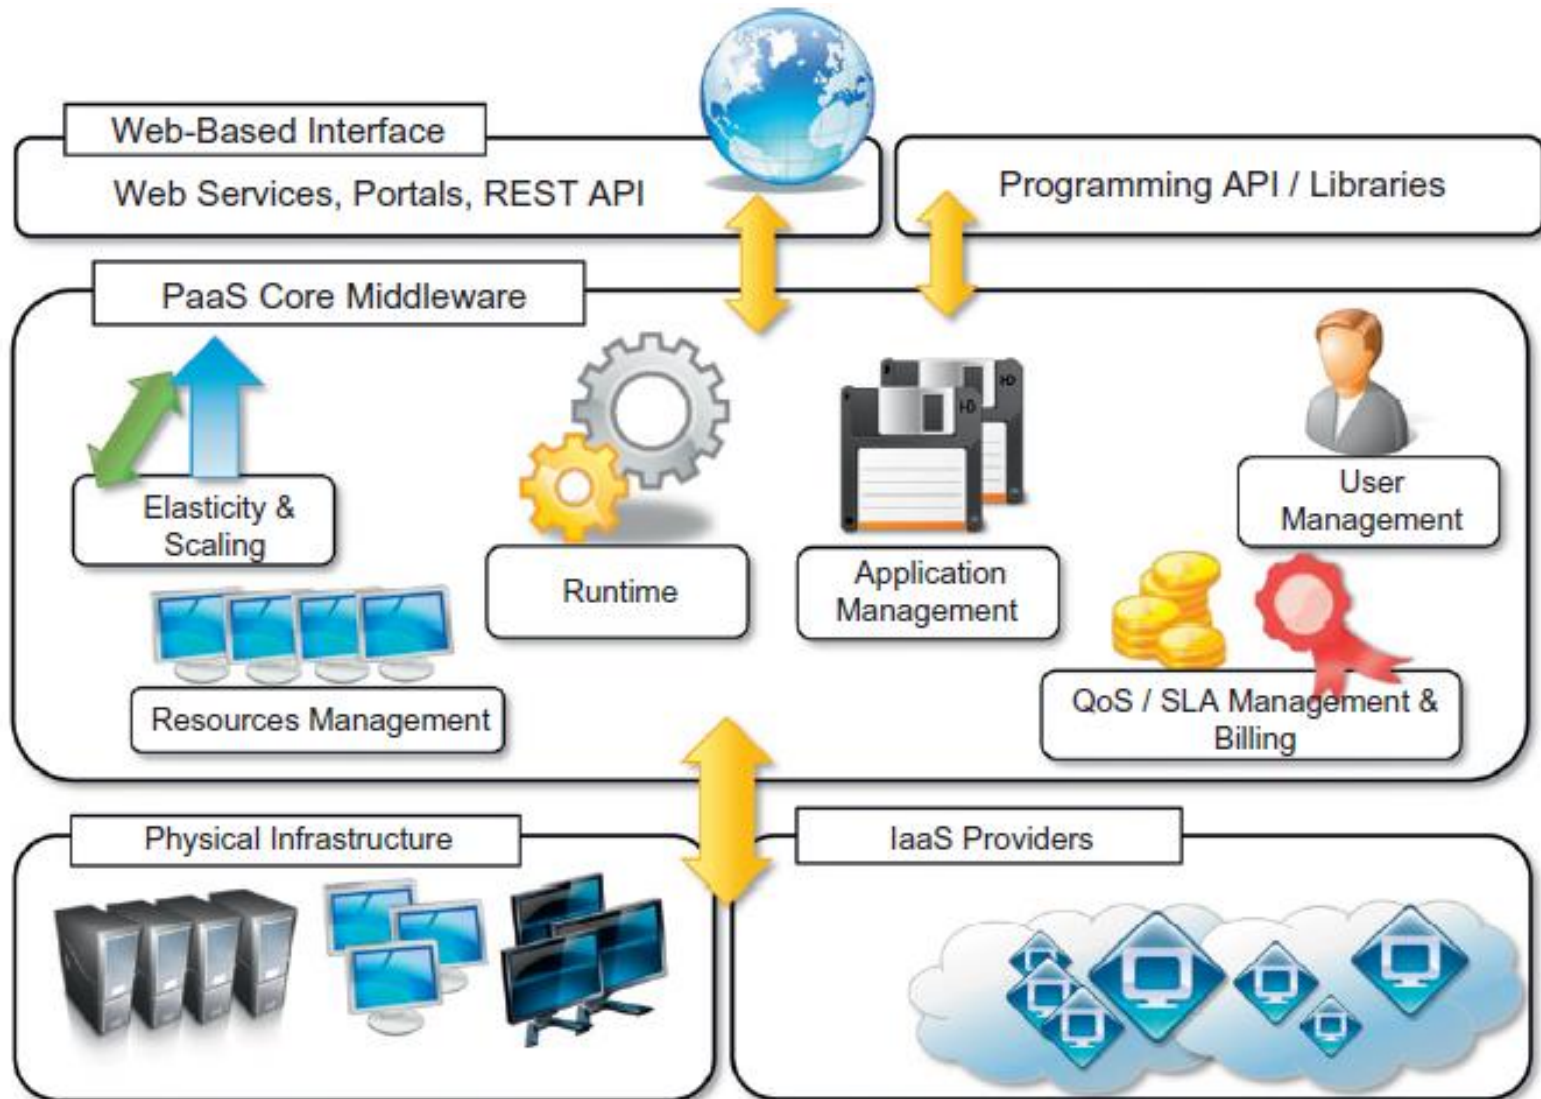 Web-Based Interface
Web Services, Portals, REST API
Programming API / Libraries
PaaS Core Middleware
Elasticity &
Scaling
Runtime
Application
Management
User
Management
Resources Management
QoS / SLA Management &
Billing
Physical Infrastructure
IaaS Providers